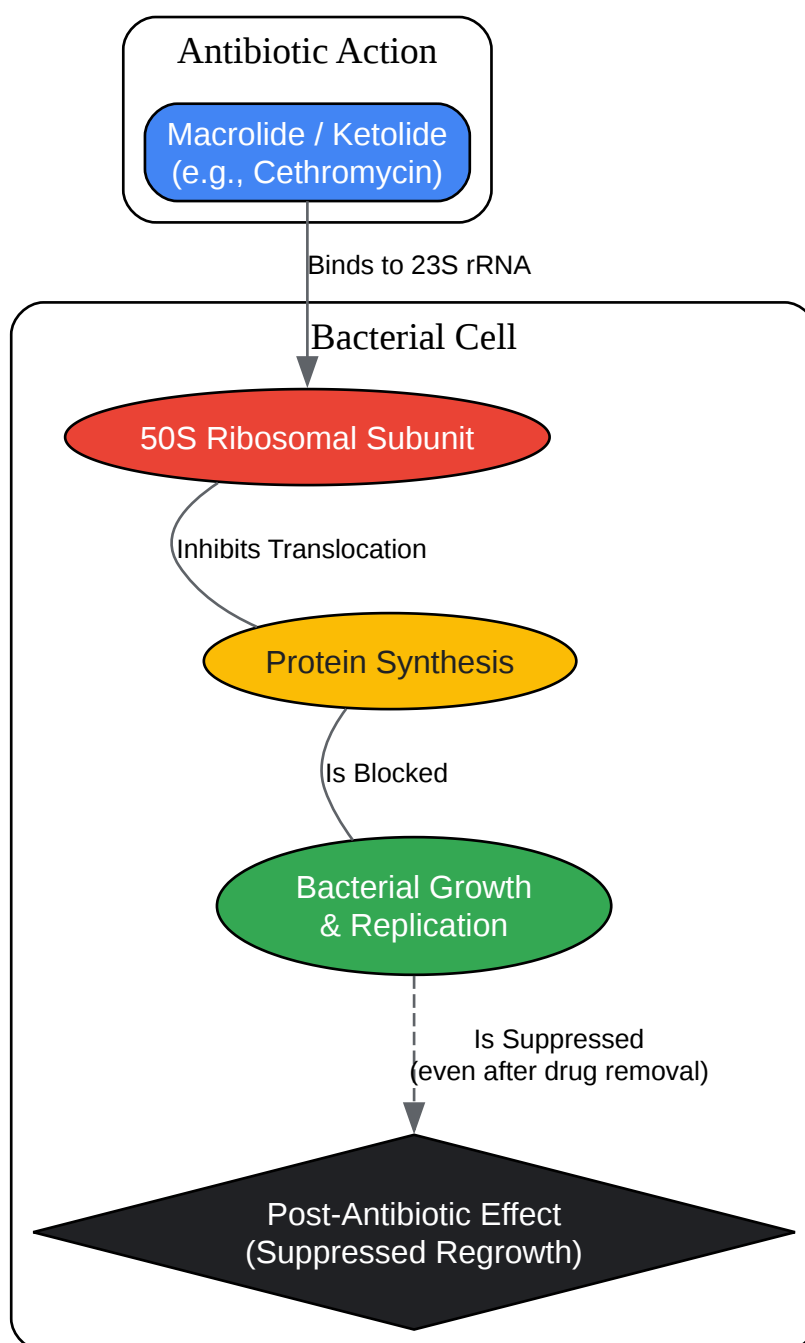 Antibiotic Action
Macrolide / Ketolide
(e.g., Cethromycin)
Binds to 23S rRNA
Bacterial Cell
50S Ribosomal Subunit
Inhibits Translocation
Protein Synthesis
Is Blocked
Bacterial Growth
& Replication
Is Suppressed
(even after drug removal)
Post-Antibiotic Effect
(Suppressed Regrowth)